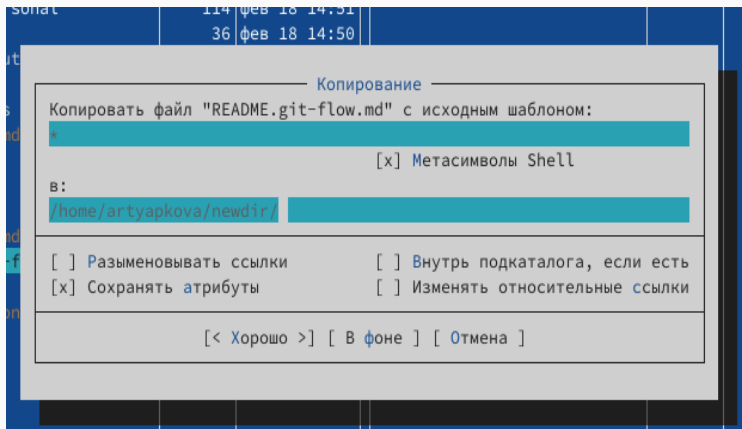 sonal 114 фев 18 14:51
36 фев 18 14:50
Копирование
Копировать файл "README.git-flow.md" с исходным шаблоном:
*
[x] Метасимволы Shell
в:
/home/artyapkova/newdir/
[ ] Разыменовывать ссылки [ ] Внутрь подкаталога, если есть
[x] Сохранять атрибуты [ ] Изменять относительные ссылки
[< Хорошо >] [ В фоне ] [ Отмена ]